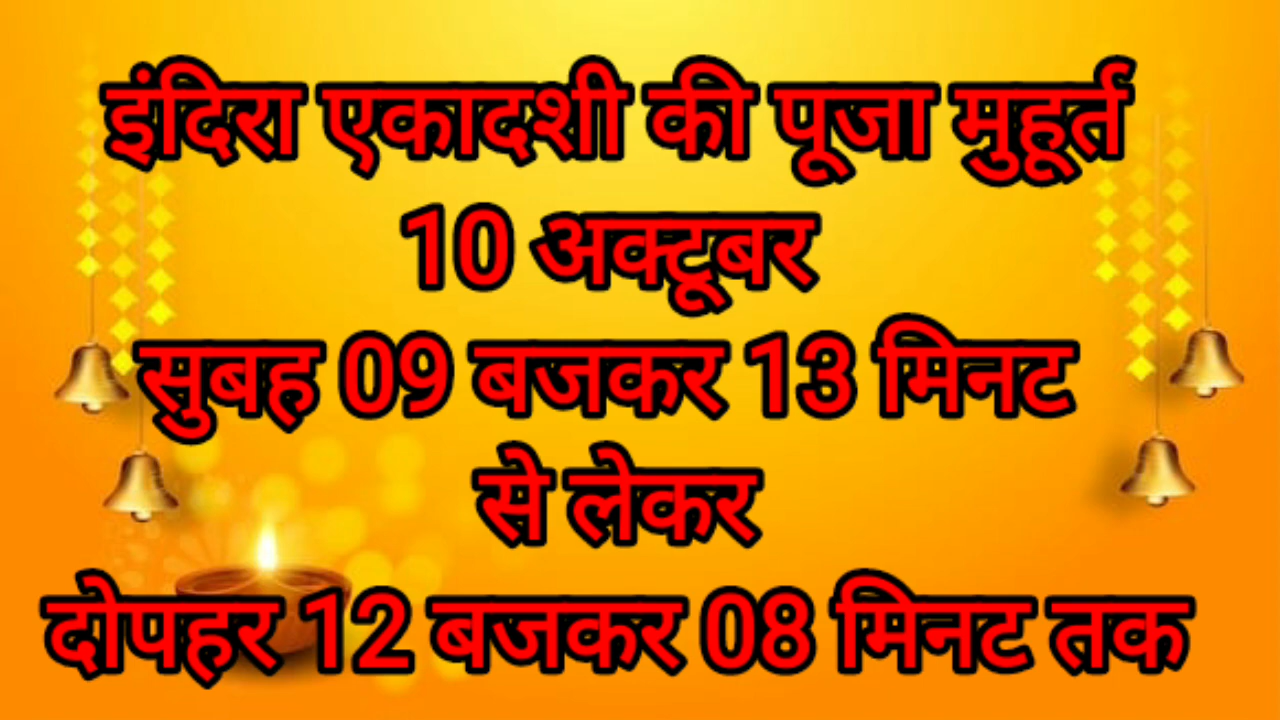 इंदिरा एकादशी की पूजा मुहूर्त
10 अक्टूबर
सुबह 09 बजकर 13 मिनट
से लेकर
दोपहर 12 बजकर 08 मिनट तक